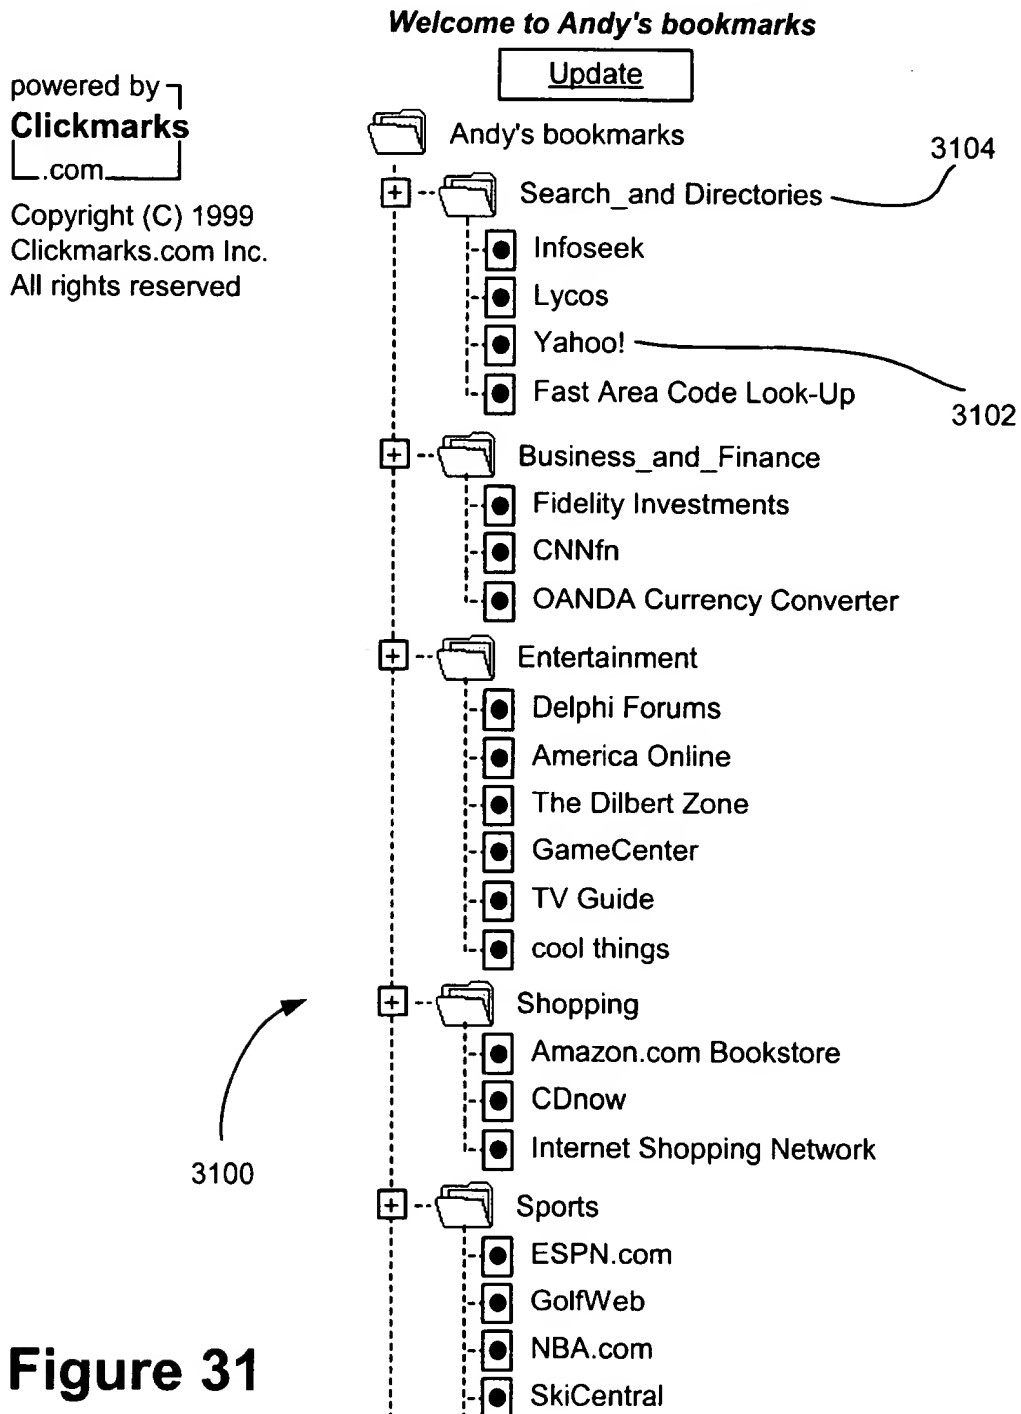 Welcome to Andy's bookmarks
Update
powered by
Clickmarks
.com
Copyright (C) 1999
Clickmarks.com Inc.
All rights reserved
Andy's bookmarks
3104
Search_and Directories
Infoseek
Lycos
Yahoo!
Fast Area Code Look-Up
3102
Business_and_Finance
Fidelity Investments
CNNfn
OANDA Currency Converter
Entertainment
Delphi Forums
America Online
The Dilbert Zone
GameCenter
TV Guide
cool things
Shopping
Amazon.com Bookstore
CDnow
Internet Shopping Network
3100
Sports
ESPN.com
GolfWeb
NBA.com
SkiCentral
Figure 31